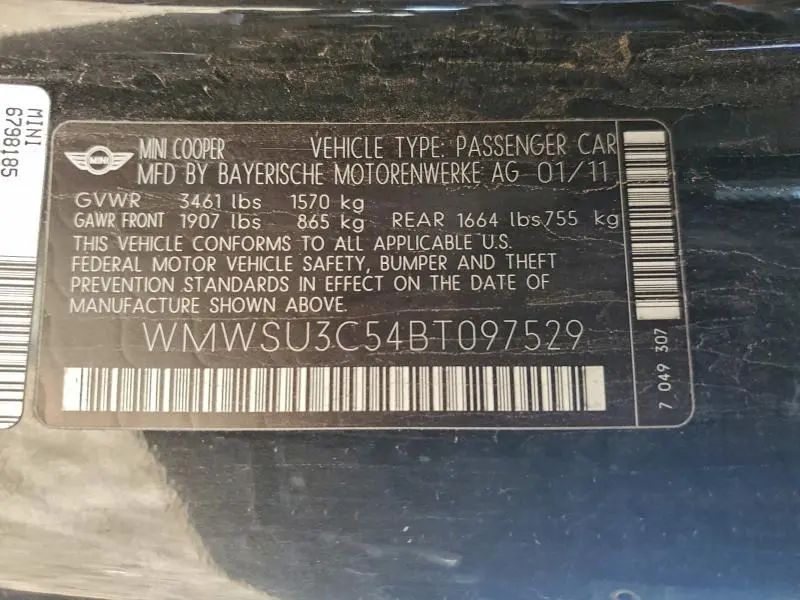 MINI
6798185
MINI
MINI COOPER VEHICLE TYPE: PASSENGER CAR
MFD BY BAYERISCHE MOTORENWERKE AG 01/11
GVWR 3461 lbs 1570 kg
GAWR FRONT 1907 lbs 865 kg REAR 1664 lbs 755 kg
THIS VEHICLE CONFORMS TO ALL APPLICABLE U.S.
FEDERAL MOTOR VEHICLE SAFETY, BUMPER AND THEFT
PREVENTION STANDARDS IN EFFECT ON THE DATE OF
MANUFACTURE SHOWN ABOVE.
WMWSU3C54BT097529
7 049 307